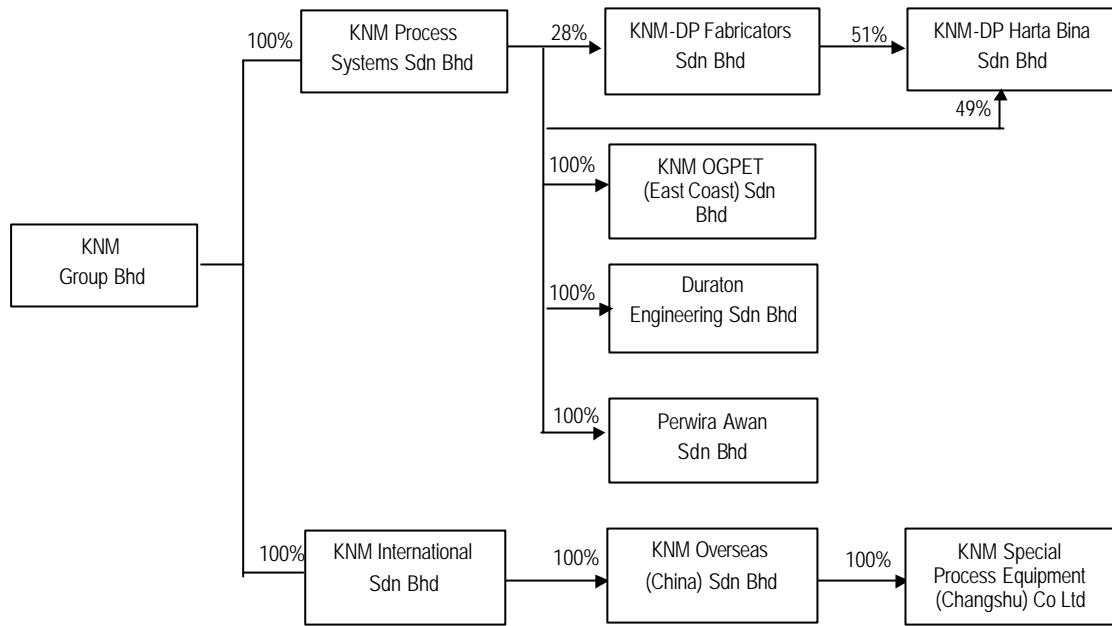 100%
KNM Process
Systems Sdn Bhd
28%
KNM-DP Fabricators
Sdn Bhd
51%
KNM-DP Harta Bina
Sdn Bhd
49%
100%
KNM OGPET
(East Coast) Sdn
Bhd
KNM
Group Bhd
100%
Duraton
Engineering Sdn Bhd
100%
Perwira Awan
Sdn Bhd
100%
KNM International
Sdn Bhd
100%
KNM Overseas
(China) Sdn Bhd
100%
KNM Special
Process Equipment
(Changshu) Co Ltd